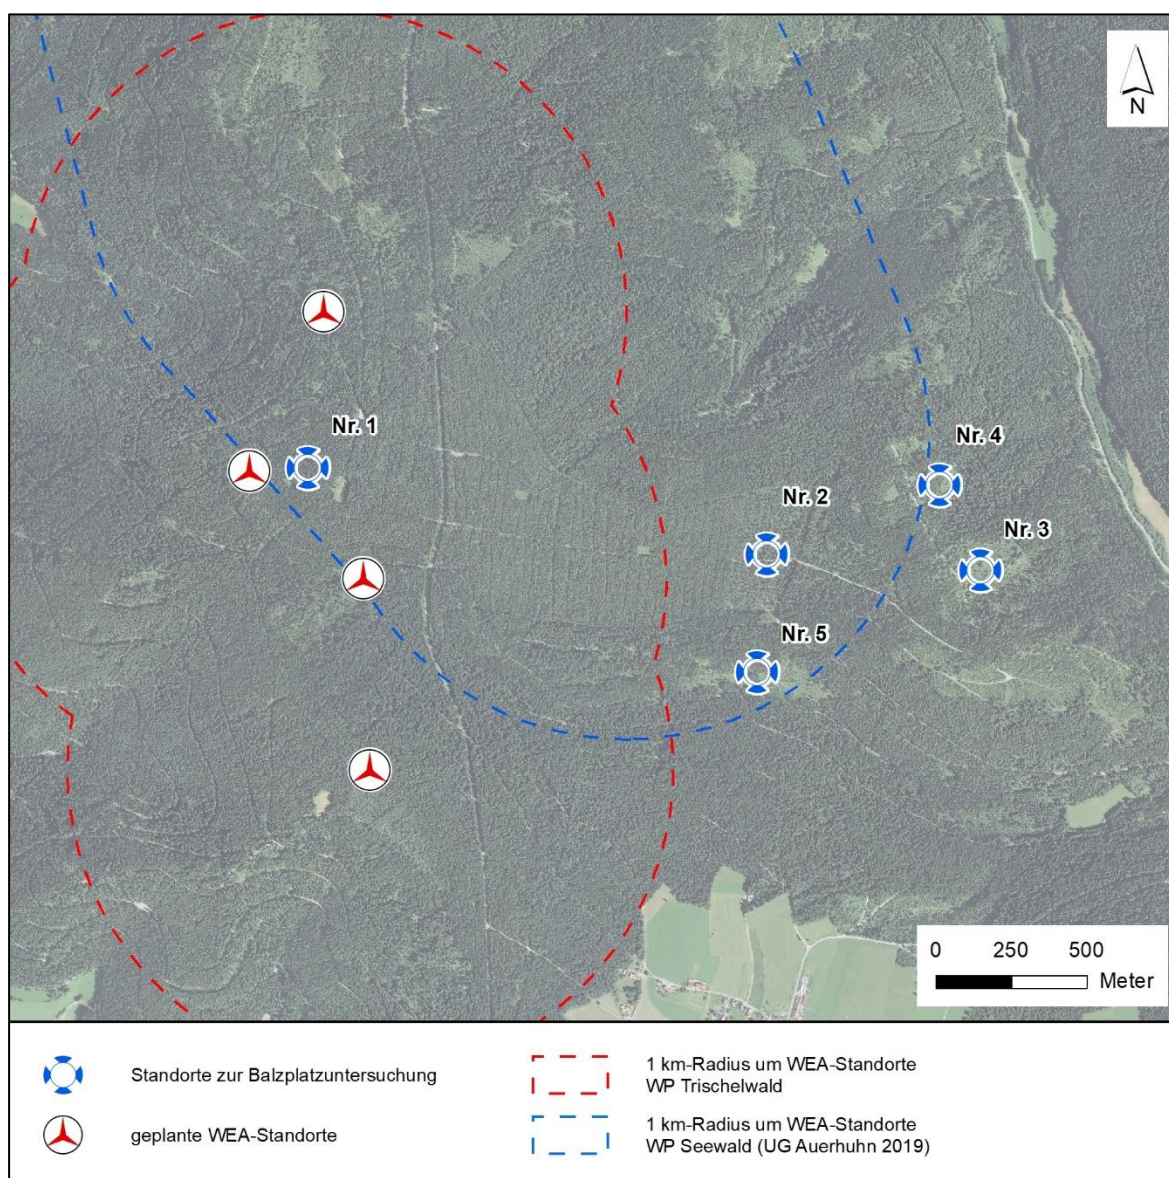 N
Nr. 1
Nr. 4
Nr. 2
Nr. 3
Nr. 5
0 250 500
Meter
Standorte zur Balzplatzuntersuchung
geplante WEA-Standorte
1 km-Radius um WEA-Standorte
WP Trischelwald
1 km-Radius um WEA-Standorte
WP Seewald (UG Auerhuhn 2019)